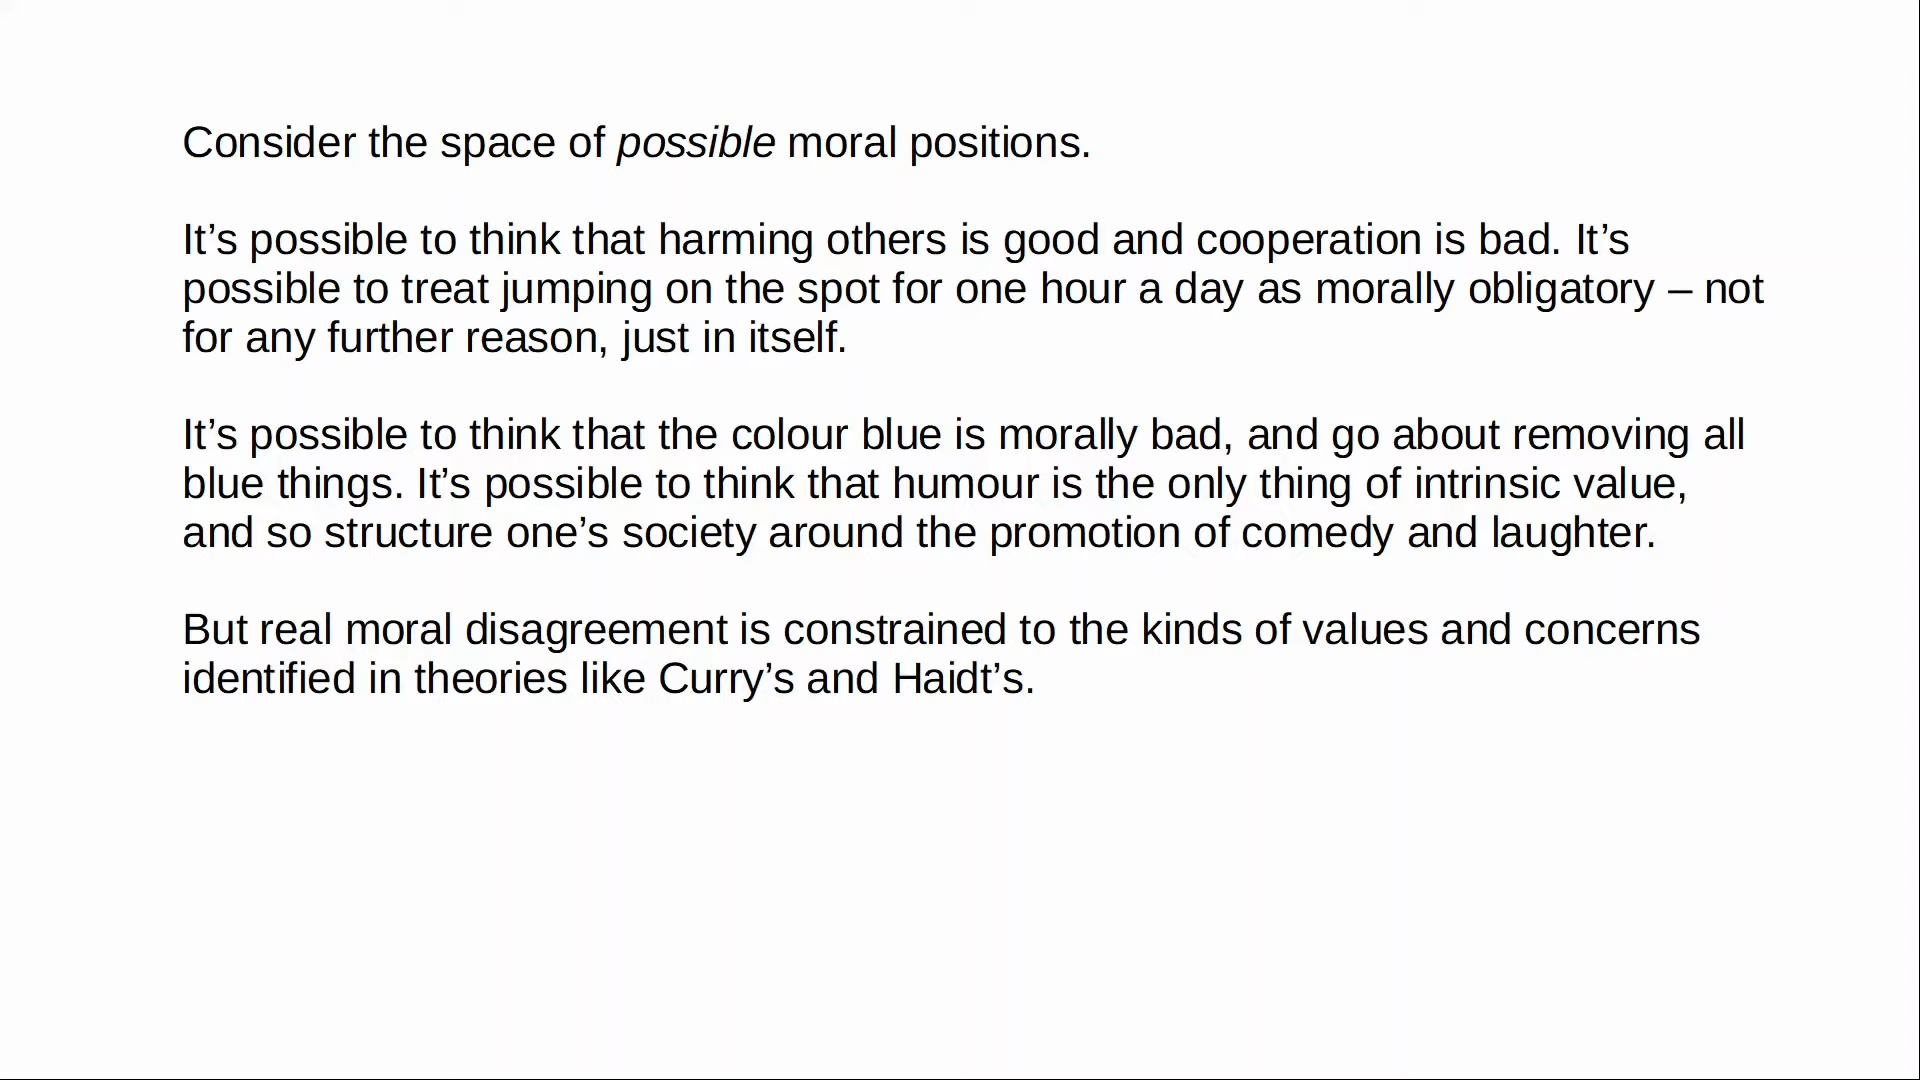 Consider the space of possible moral positions.
It’s possible to think that harming others is good and cooperation is bad. It’s
possible to treat jumping on the spot for one hour a day as morally obligatory – not
for any further reason, just in itself.
It’s possible to think that the colour blue is morally bad, and go about removing all
blue things. It’s possible to think that humour is the only thing of intrinsic value,
and so structure one’s society around the promotion of comedy and laughter.
But real moral disagreement is constrained to the kinds of values and concerns
identified in theories like Curry’s and Haidt’s.